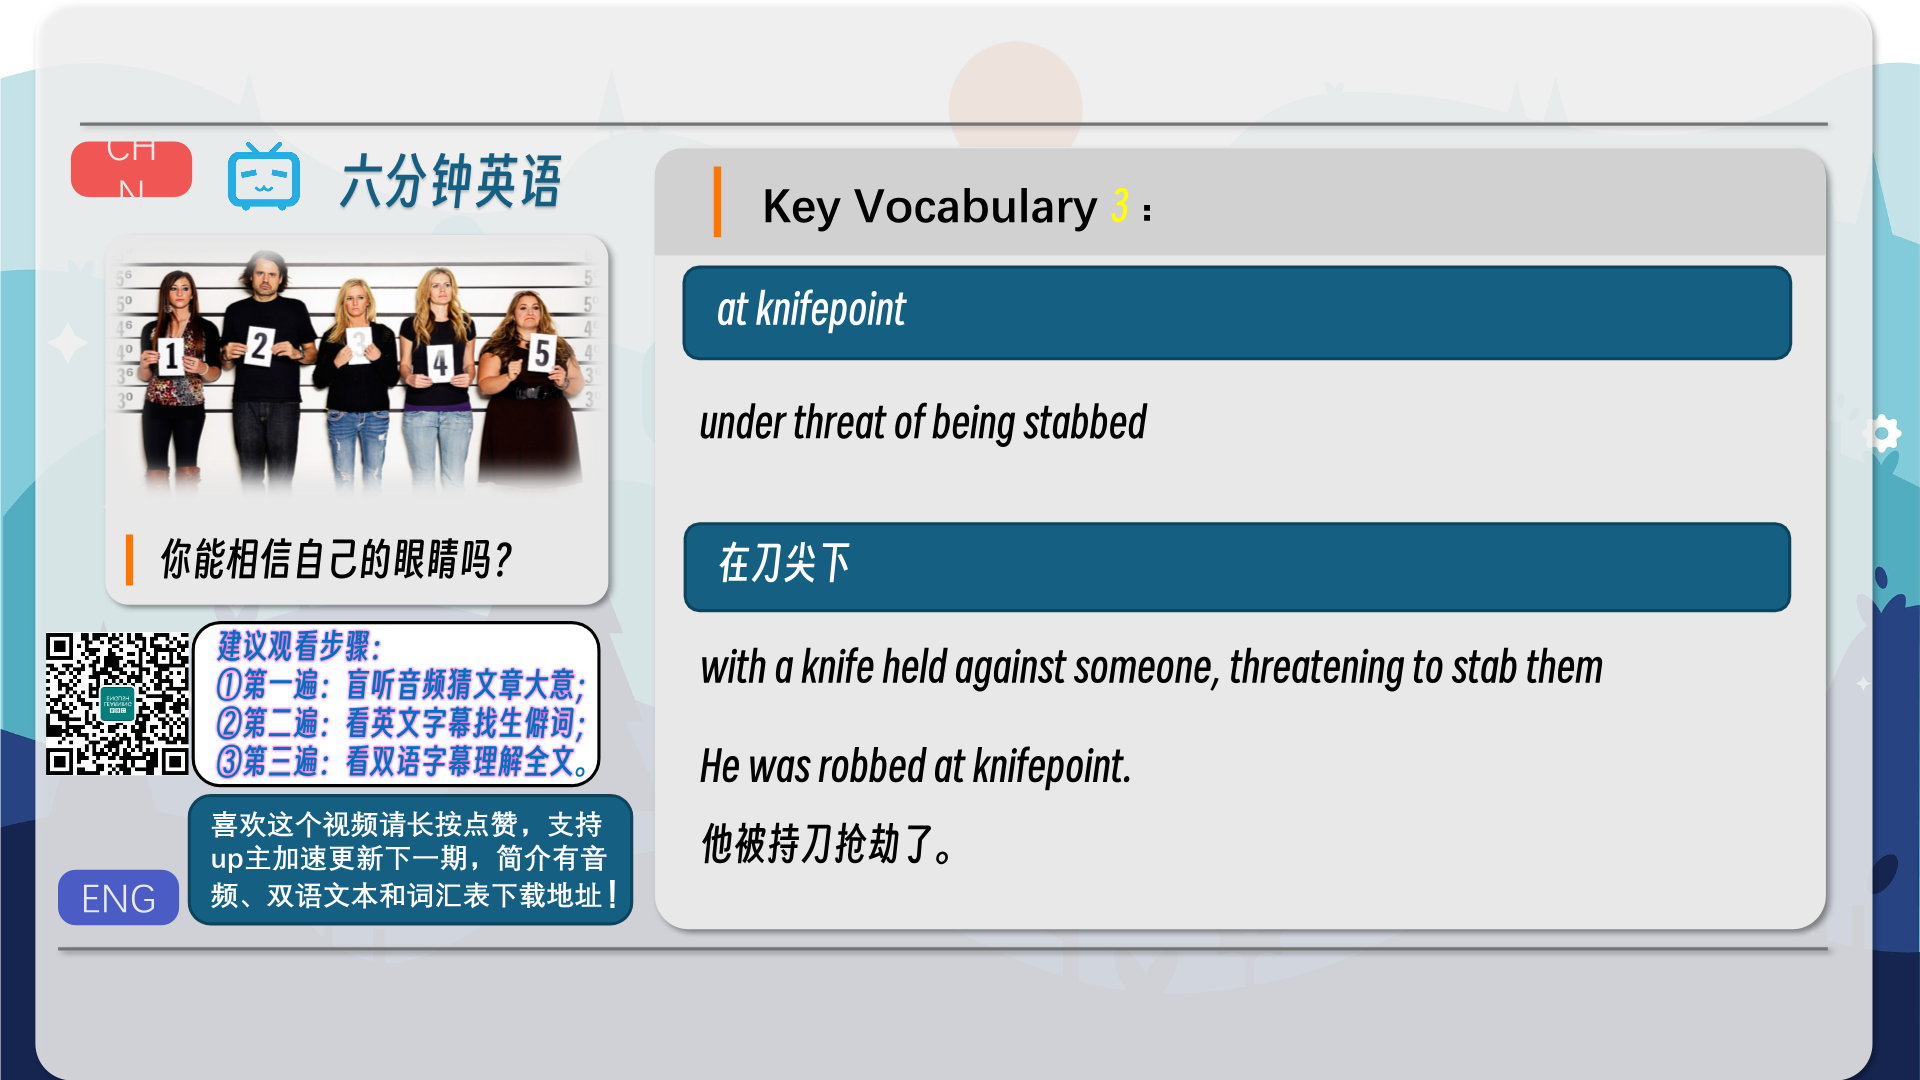 CH
N
六分钟英语
5⁶
5⁰
4⁶
4⁰
3⁶
3⁰
1
2
3
4
5
你能相信自己的眼睛吗?
建议观看步骤:
①第一遍: 盲听音频猜文章大意;
②第二遍: 看英文字幕找生僻词;
③第三遍: 看双语字幕理解全文。
喜欢这个视频请长按点赞，支持
up主加速更新下一期，简介有音
频、双语文本和词汇表下载地址！
ENG
Key Vocabulary 3 :
at knifepoint
under threat of being stabbed
在刀尖下
with a knife held against someone, threatening to stab them
He was robbed at knifepoint.
他被持刀抢劫了。